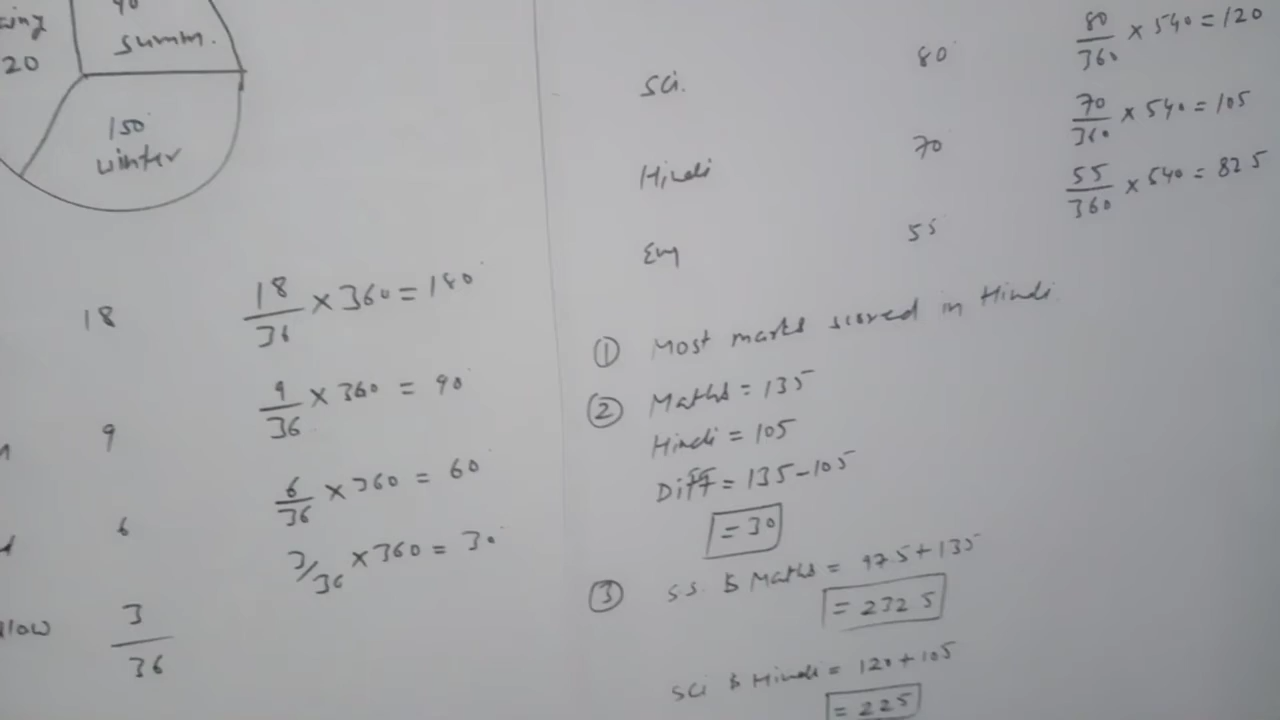 90
summ.
20
150
winter
18 18/36 × 360 = 180°
9 9/36 × 360 = 90°
6 6/36 × 360 = 60°
3/36 × 360 = 30°
llow 3/36
Sci. 80° 80/360 × 540 = 120
Hindi 70° 70/360 × 540 = 105
Eng 55° 55/360 × 540 = 82.5
① Most marks scored in Hindi.
② Maths = 135
Hindi = 105
Diff = 135-105
= 30
③ S.S. & Maths = 97.5+135
= 232.5
Sci & Hindi = 120+105
= 225